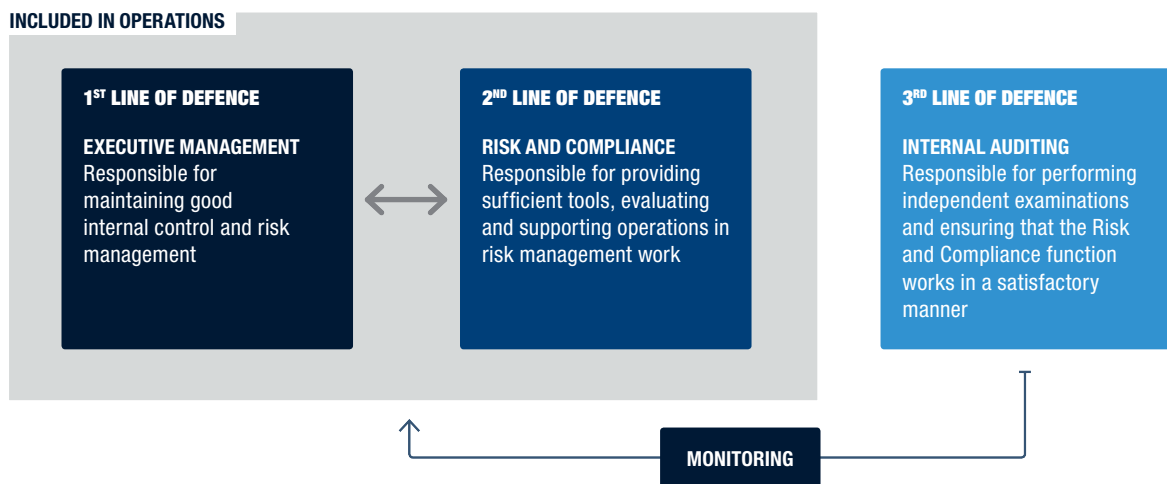 INCLUDED IN OPERATIONS
1ST LINE OF DEFENCE
EXECUTIVE MANAGEMENT
Responsible for
maintaining good
internal control and risk
management
2ND LINE OF DEFENCE
RISK AND COMPLIANCE
Responsible for providing
sufficient tools, evaluating
and supporting operations in
risk management work
3RD LINE OF DEFENCE
INTERNAL AUDITING
Responsible for performing
independent examinations
and ensuring that the Risk
and Compliance function
works in a satisfactory
manner
MONITORING